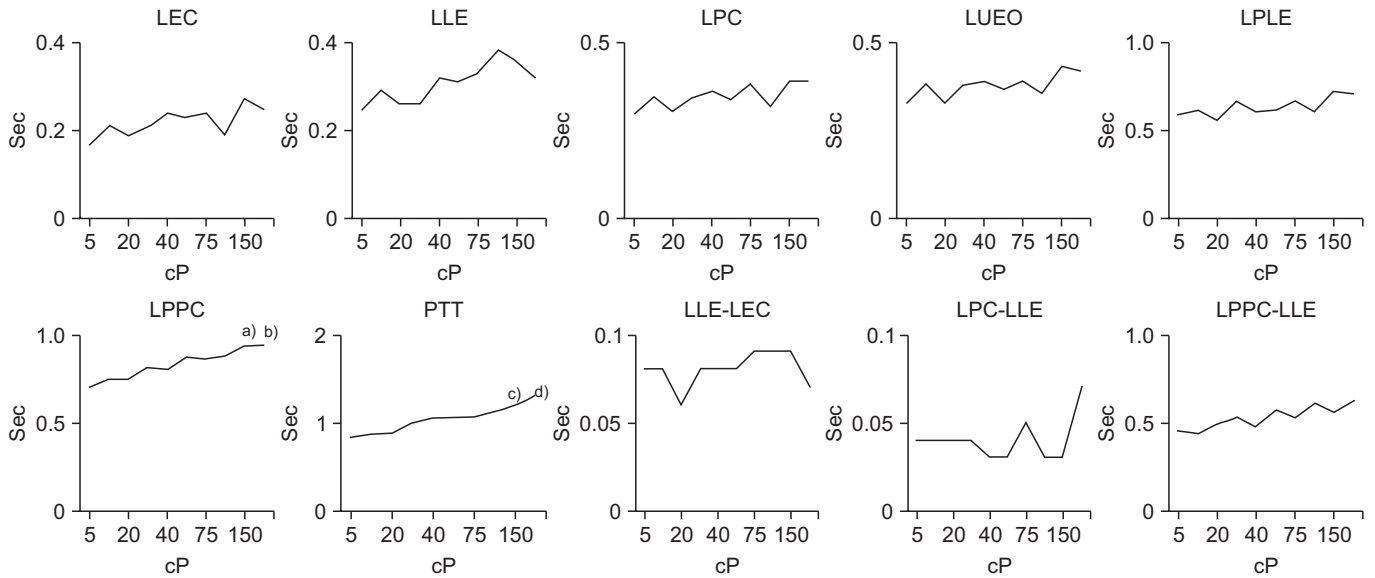 LEC LLE LPC LUEO LPLE
0.4 0.4 0.5 0.5 1.0
Sec Sec Sec Sec Sec
0.2 0.2 0.5
0 0 0 0 0
5 20 40 75 150 5 20 40 75 150 5 20 40 75 150 5 20 40 75 150 5 20 40 75 150
cP cP cP cP cP
LPPC PTT LLE-LEC LPC-LLE LPPC-LLE
1.0 a) b) 2 0.1 0.1 1.0
c) d)
Sec Sec Sec Sec Sec
0.5 1 0.05 0.05 0.5
0 0 0 0 0
5 20 40 75 150 5 20 40 75 150 5 20 40 75 150 5 20 40 75 150 5 20 40 75 150
cP cP cP cP cP